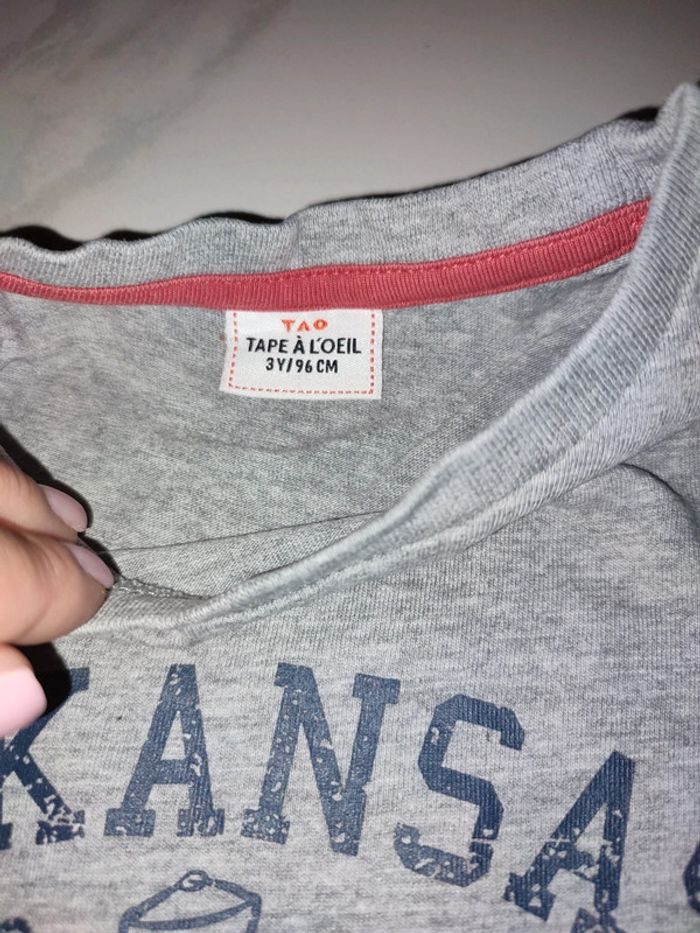 TAO
TAPE À L'OEIL
3Y/96 CM
KANSA